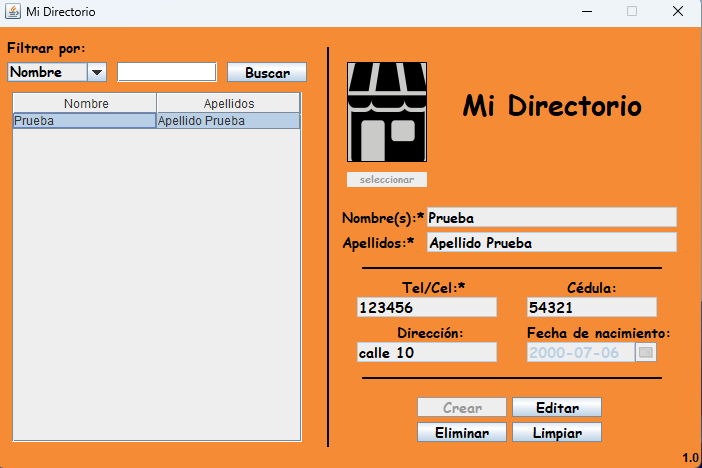 Mi Directorio
Filtrar por:
Nombre
Buscar
Nombre Apellidos
Prueba Apellido Prueba
Mi Directorio
seleccionar
Nombre(s):* Prueba
Apellidos:* Apellido Prueba
Tel/Cel:* Cédula:
123456 54321
Dirección: Fecha de nacimiento:
calle 10 2000-07-06
Crear Editar
Eliminar Limpiar
1.0